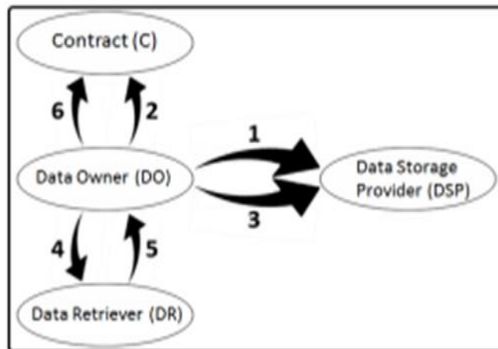 Contract (C)
6
2
1
Data Owner (DO)
Data Storage
Provider (DSP)
3
4
5
Data Retriever (DR)